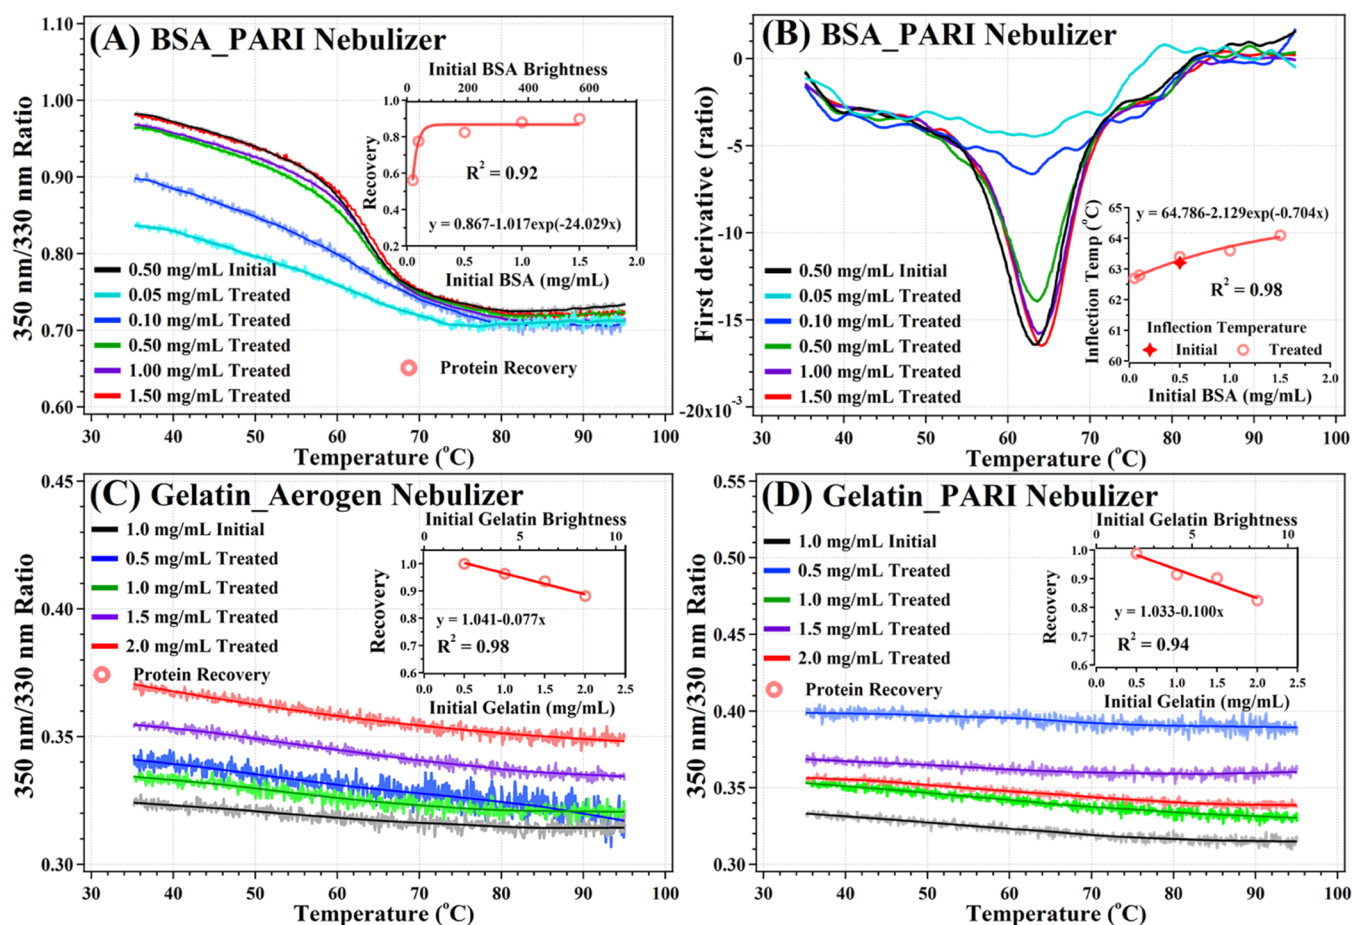 (A) BSA_PARI Nebulizer
350 nm/330 nm Ratio
1.10
1.00
0.90
0.80
0.70
0.60
Initial BSA Brightness
0 200 400 600
Recovery
1.0
0.8
0.6
0.4
0.2
R² = 0.92
y = 0.867-1.017exp(-24.029x)
0.0 0.5 1.0 1.5 2.0
Initial BSA (mg/mL)
0.50 mg/mL Initial
0.05 mg/mL Treated
0.10 mg/mL Treated
0.50 mg/mL Treated
1.00 mg/mL Treated
1.50 mg/mL Treated
Protein Recovery
30 40 50 60 70 80 90 100
Temperature (°C)
(B) BSA_PARI Nebulizer
First derivative (ratio)
0
-5
-10
-15
-20x10⁻³
0.50 mg/mL Initial
0.05 mg/mL Treated
0.10 mg/mL Treated
0.50 mg/mL Treated
1.00 mg/mL Treated
1.50 mg/mL Treated
Inflection Temp (°C)
65
64
63
62
61
60
y = 64.786-2.129exp(-0.704x)
R² = 0.98
Inflection Temperature
Initial Treated
0.0 0.5 1.0 1.5 2.0
Initial BSA (mg/mL)
30 40 50 60 70 80 90 100
Temperature (°C)
(C) Gelatin_Aerogen Nebulizer
350 nm/330 nm Ratio
0.45
0.40
0.35
0.30
1.0 mg/mL Initial
0.5 mg/mL Treated
1.0 mg/mL Treated
1.5 mg/mL Treated
2.0 mg/mL Treated
Protein Recovery
Initial Gelatin Brightness
0 2 4 6 8 10
Recovery
1.0
0.9
0.8
0.7
0.6
y = 1.041-0.077x
R² = 0.98
0.0 0.5 1.0 1.5 2.0 2.5
Initial Gelatin (mg/mL)
30 40 50 60 70 80 90 100
Temperature (°C)
(D) Gelatin_PARI Nebulizer
350 nm/330 nm Ratio
0.55
0.50
0.45
0.40
0.35
0.30
1.0 mg/mL Initial
0.5 mg/mL Treated
1.0 mg/mL Treated
1.5 mg/mL Treated
2.0 mg/mL Treated
Protein Recovery
Initial Gelatin Brightness
0 2 4 6 8 10
Recovery
1.0
0.9
0.8
0.7
0.6
y = 1.033-0.100x
R² = 0.94
0.0 0.5 1.0 1.5 2.0 2.5
Initial Gelatin (mg/mL)
30 40 50 60 70 80 90 100
Temperature (°C)